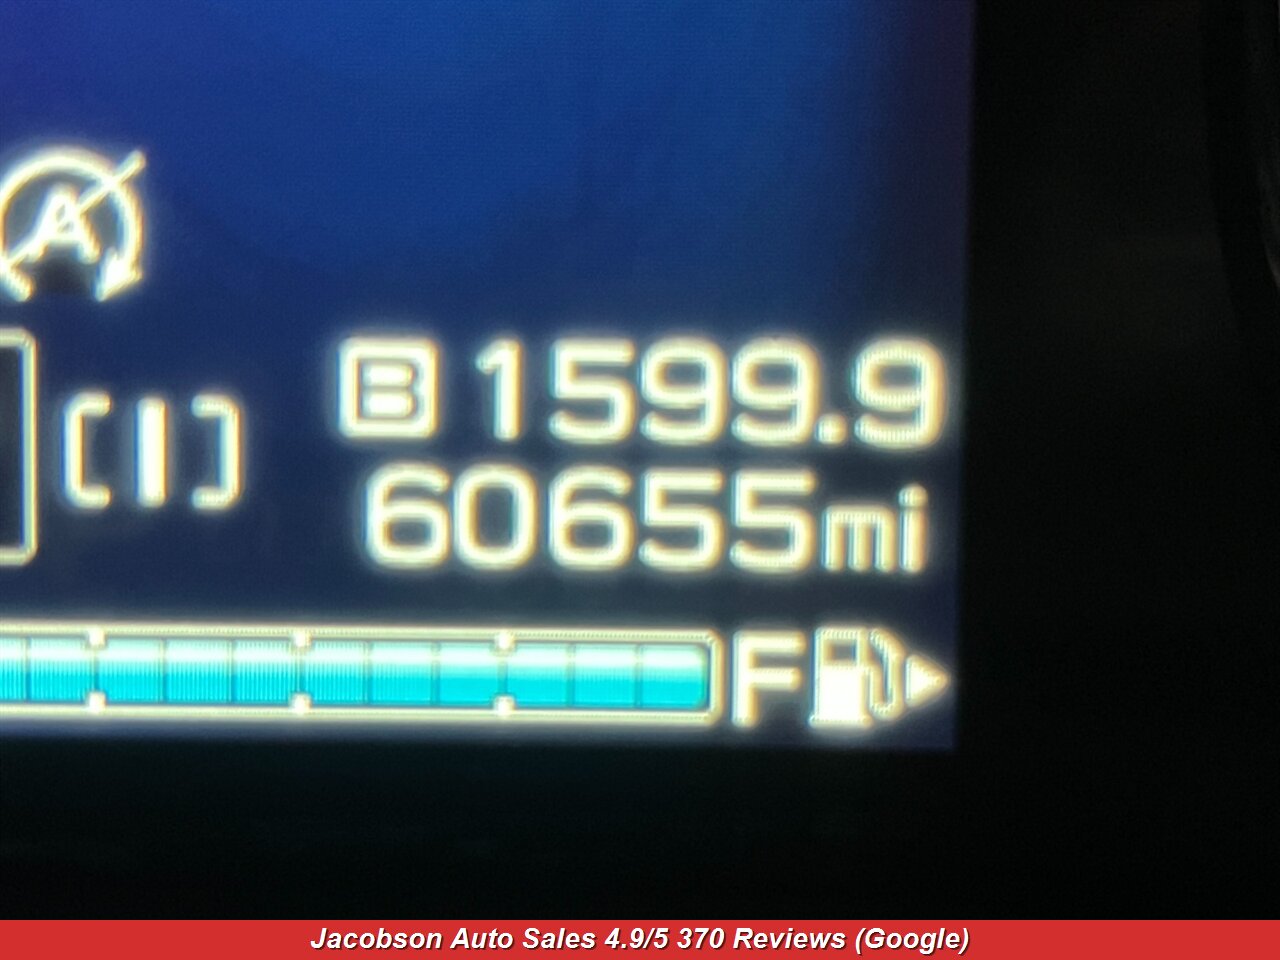 A
B 1599.9
60655mi
F
Jacobson Auto Sales 4.9/5 370 Reviews (Google)